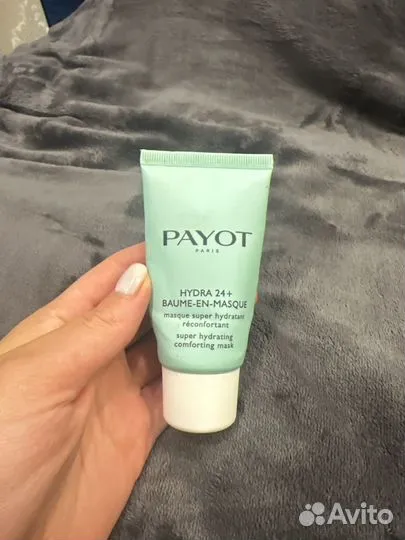 PAYOT
PARIS
HYDRA 24+
BAUME-EN-MASQUE
masque super hydratant
réconfortant
super hydrating
comforting mask
Avito